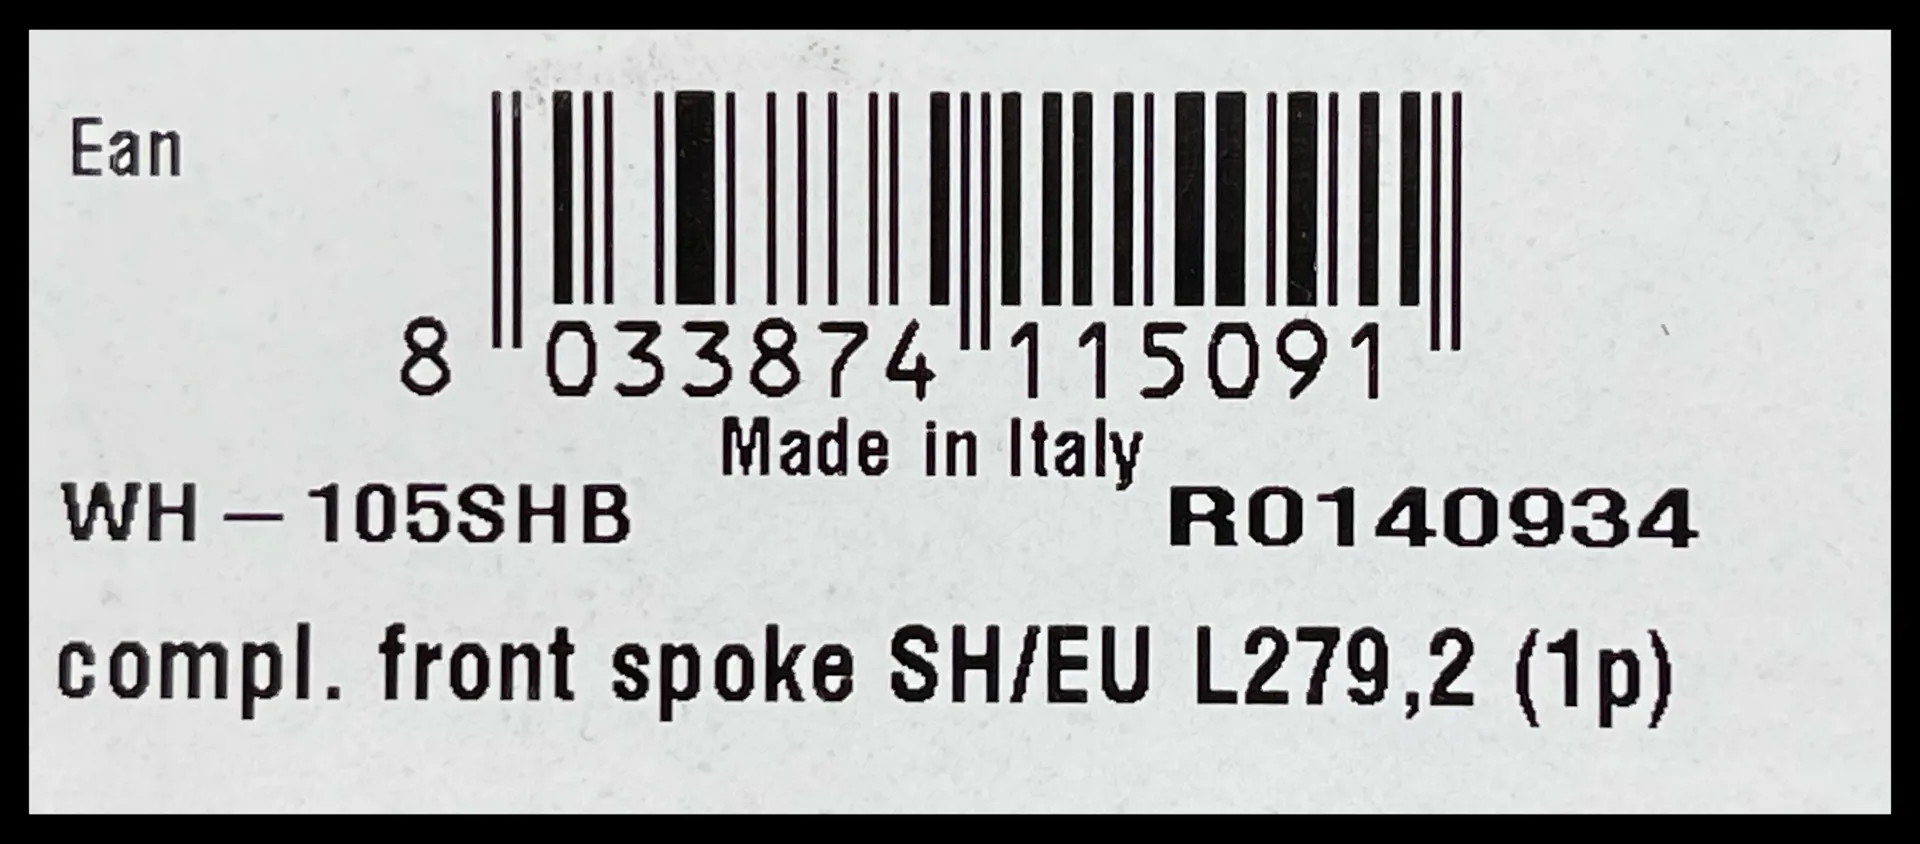 Ean
8 033874 115091
Made in Italy
WH – 105SHB R0140934
compl. front spoke SH/EU L279,2 (1p)